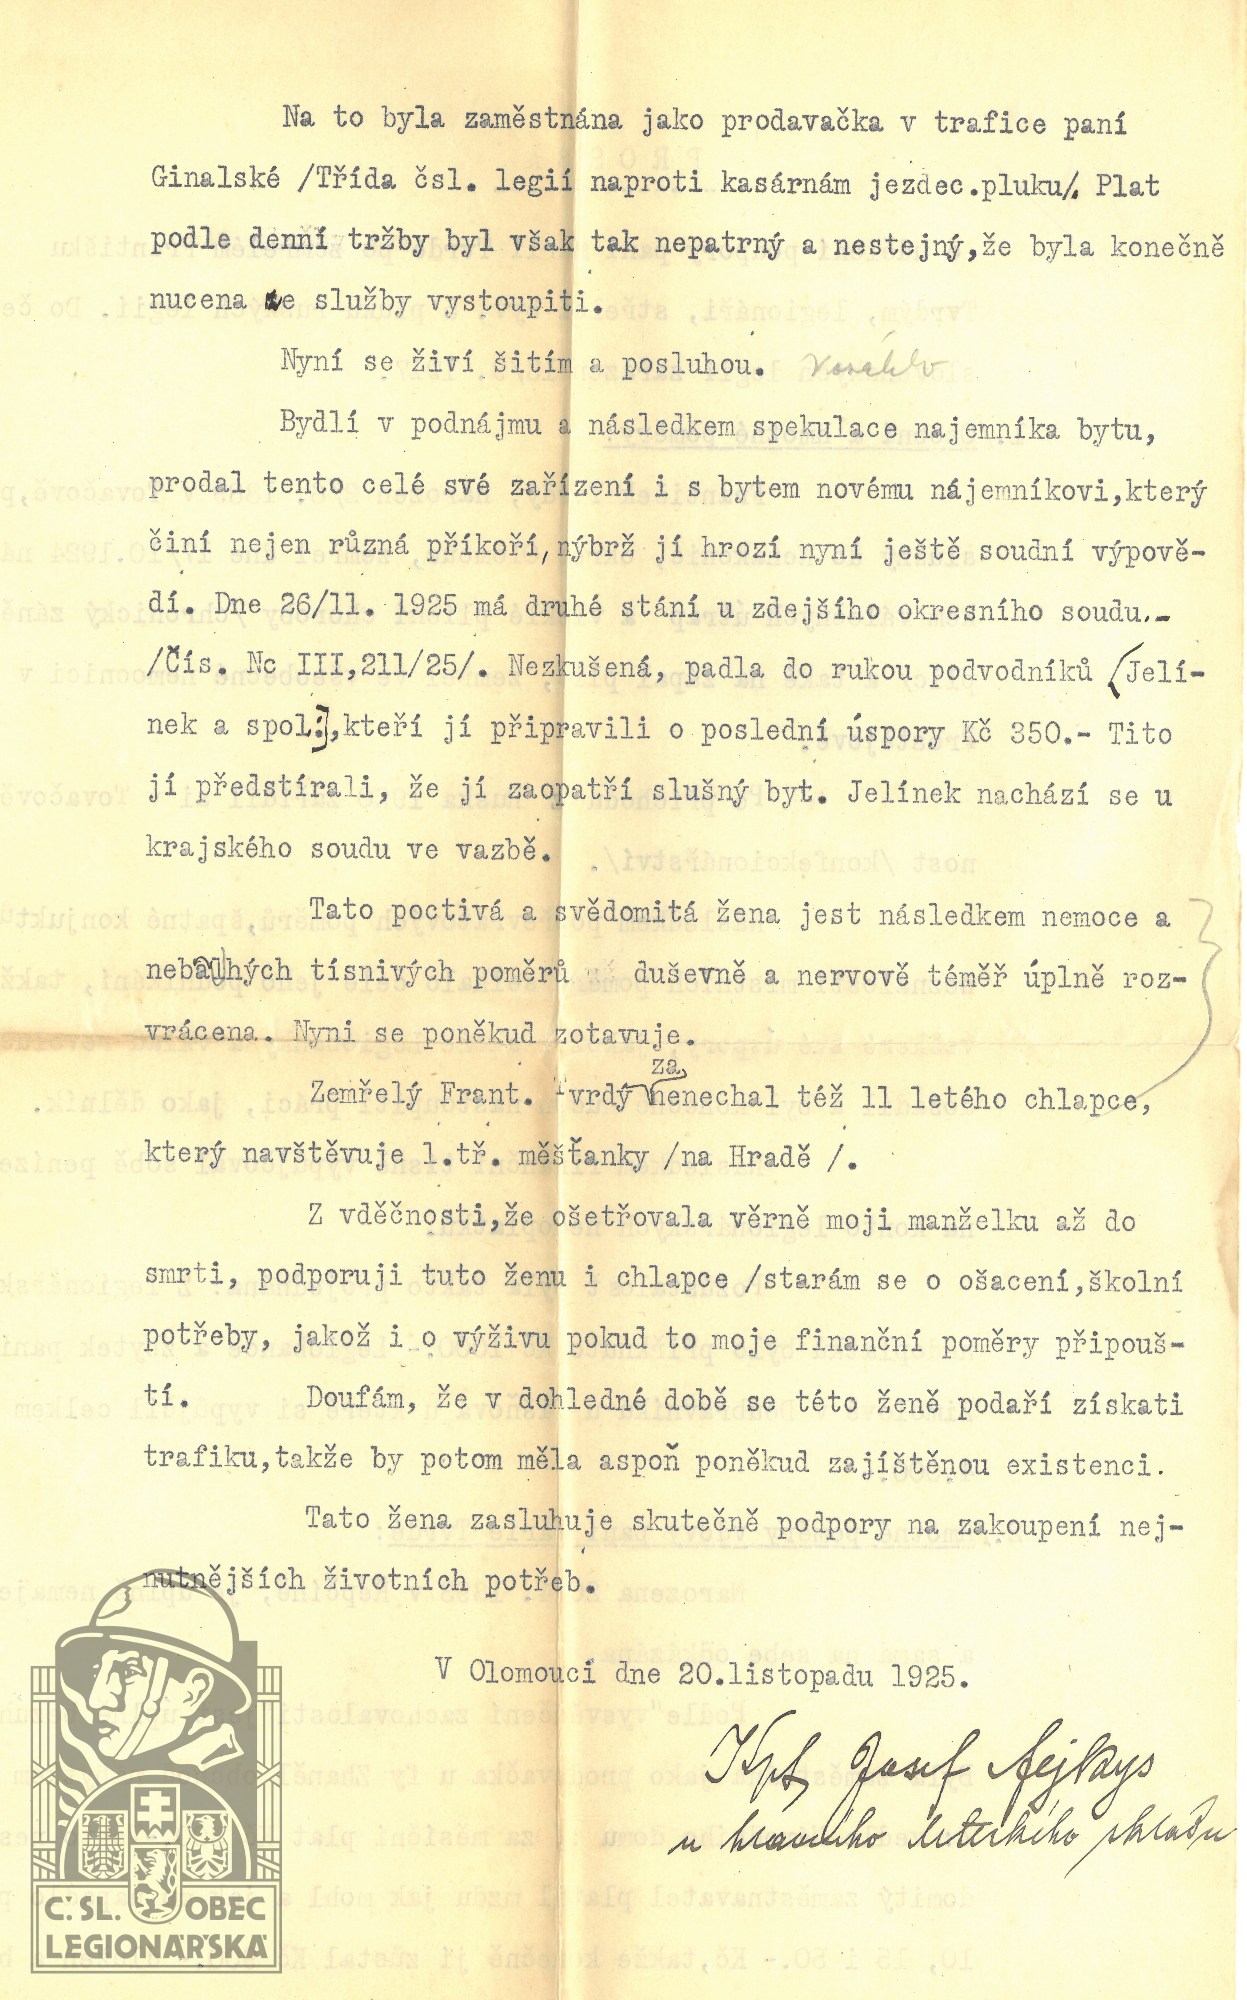 Na to byla zaměstnána jako prodavačka v trafice paní
Ginalské /Třída čsl. legií naproti kasárnám jezdec.pluku/. Plat
podle denní tržby byl však tak nepatrný a nestejný,že byla konečně
nucena ze služby vystoupiti.
Nyní se živí šitím a posluhou.
Bydlí v podnájmu a následkem spekulace najemníka bytu,
prodal tento celé své zařízení i s bytem novému nájemníkovi,který
činí nejen různá příkoří,nýbrž jí hrozí nyní ještě soudní výpově-
dí. Dne 26/11. 1925 má druhé stání u zdejšího okresního soudu.-
/Čís. Nc III,211/25/. Nezkušená, padla do rukou podvodníků (Jelí-
nek a spol.),kteří jí připravili o poslední úspory Kč 350.- Tito
jí předstírali, že jí zaopatří slušný byt. Jelínek nachází se u
krajského soudu ve vazbě.
Tato poctivá a svědomitá žena jest následkem nemoce a
nebahých tísnivých poměrů duševně a nervově téměř úplně roz-
vrácena. Nyni se poněkud zotavuje.
za
Zemřelý Frant. Tvrdý nenechal též 11 letého chlapce,
který navštěvuje 1.tř. měšťanky /na Hradě /.
Z vděčnosti,že ošetřovala věrně moji manželku až do
smrti, podporuji tuto ženu i chlapce /starám se o ošacení,školní
potřeby, jakož i o výživu pokud to moje finanční poměry připouš-
tí. Doufám, že v dohledné době se této ženě podaří získati
trafiku,takže by potom měla aspoň poněkud zajíštěnou existenci.
Tato žena zasluhuje skutečně podpory na zakoupení nej-
nutnějších životních potřeb.
V Olomouci dne 20.listopadu 1925.
Kpt. Josef Nejkys
u hlavního leteckého skladu
Č. SL. OBEC
LEGIONÁŘSKÁ